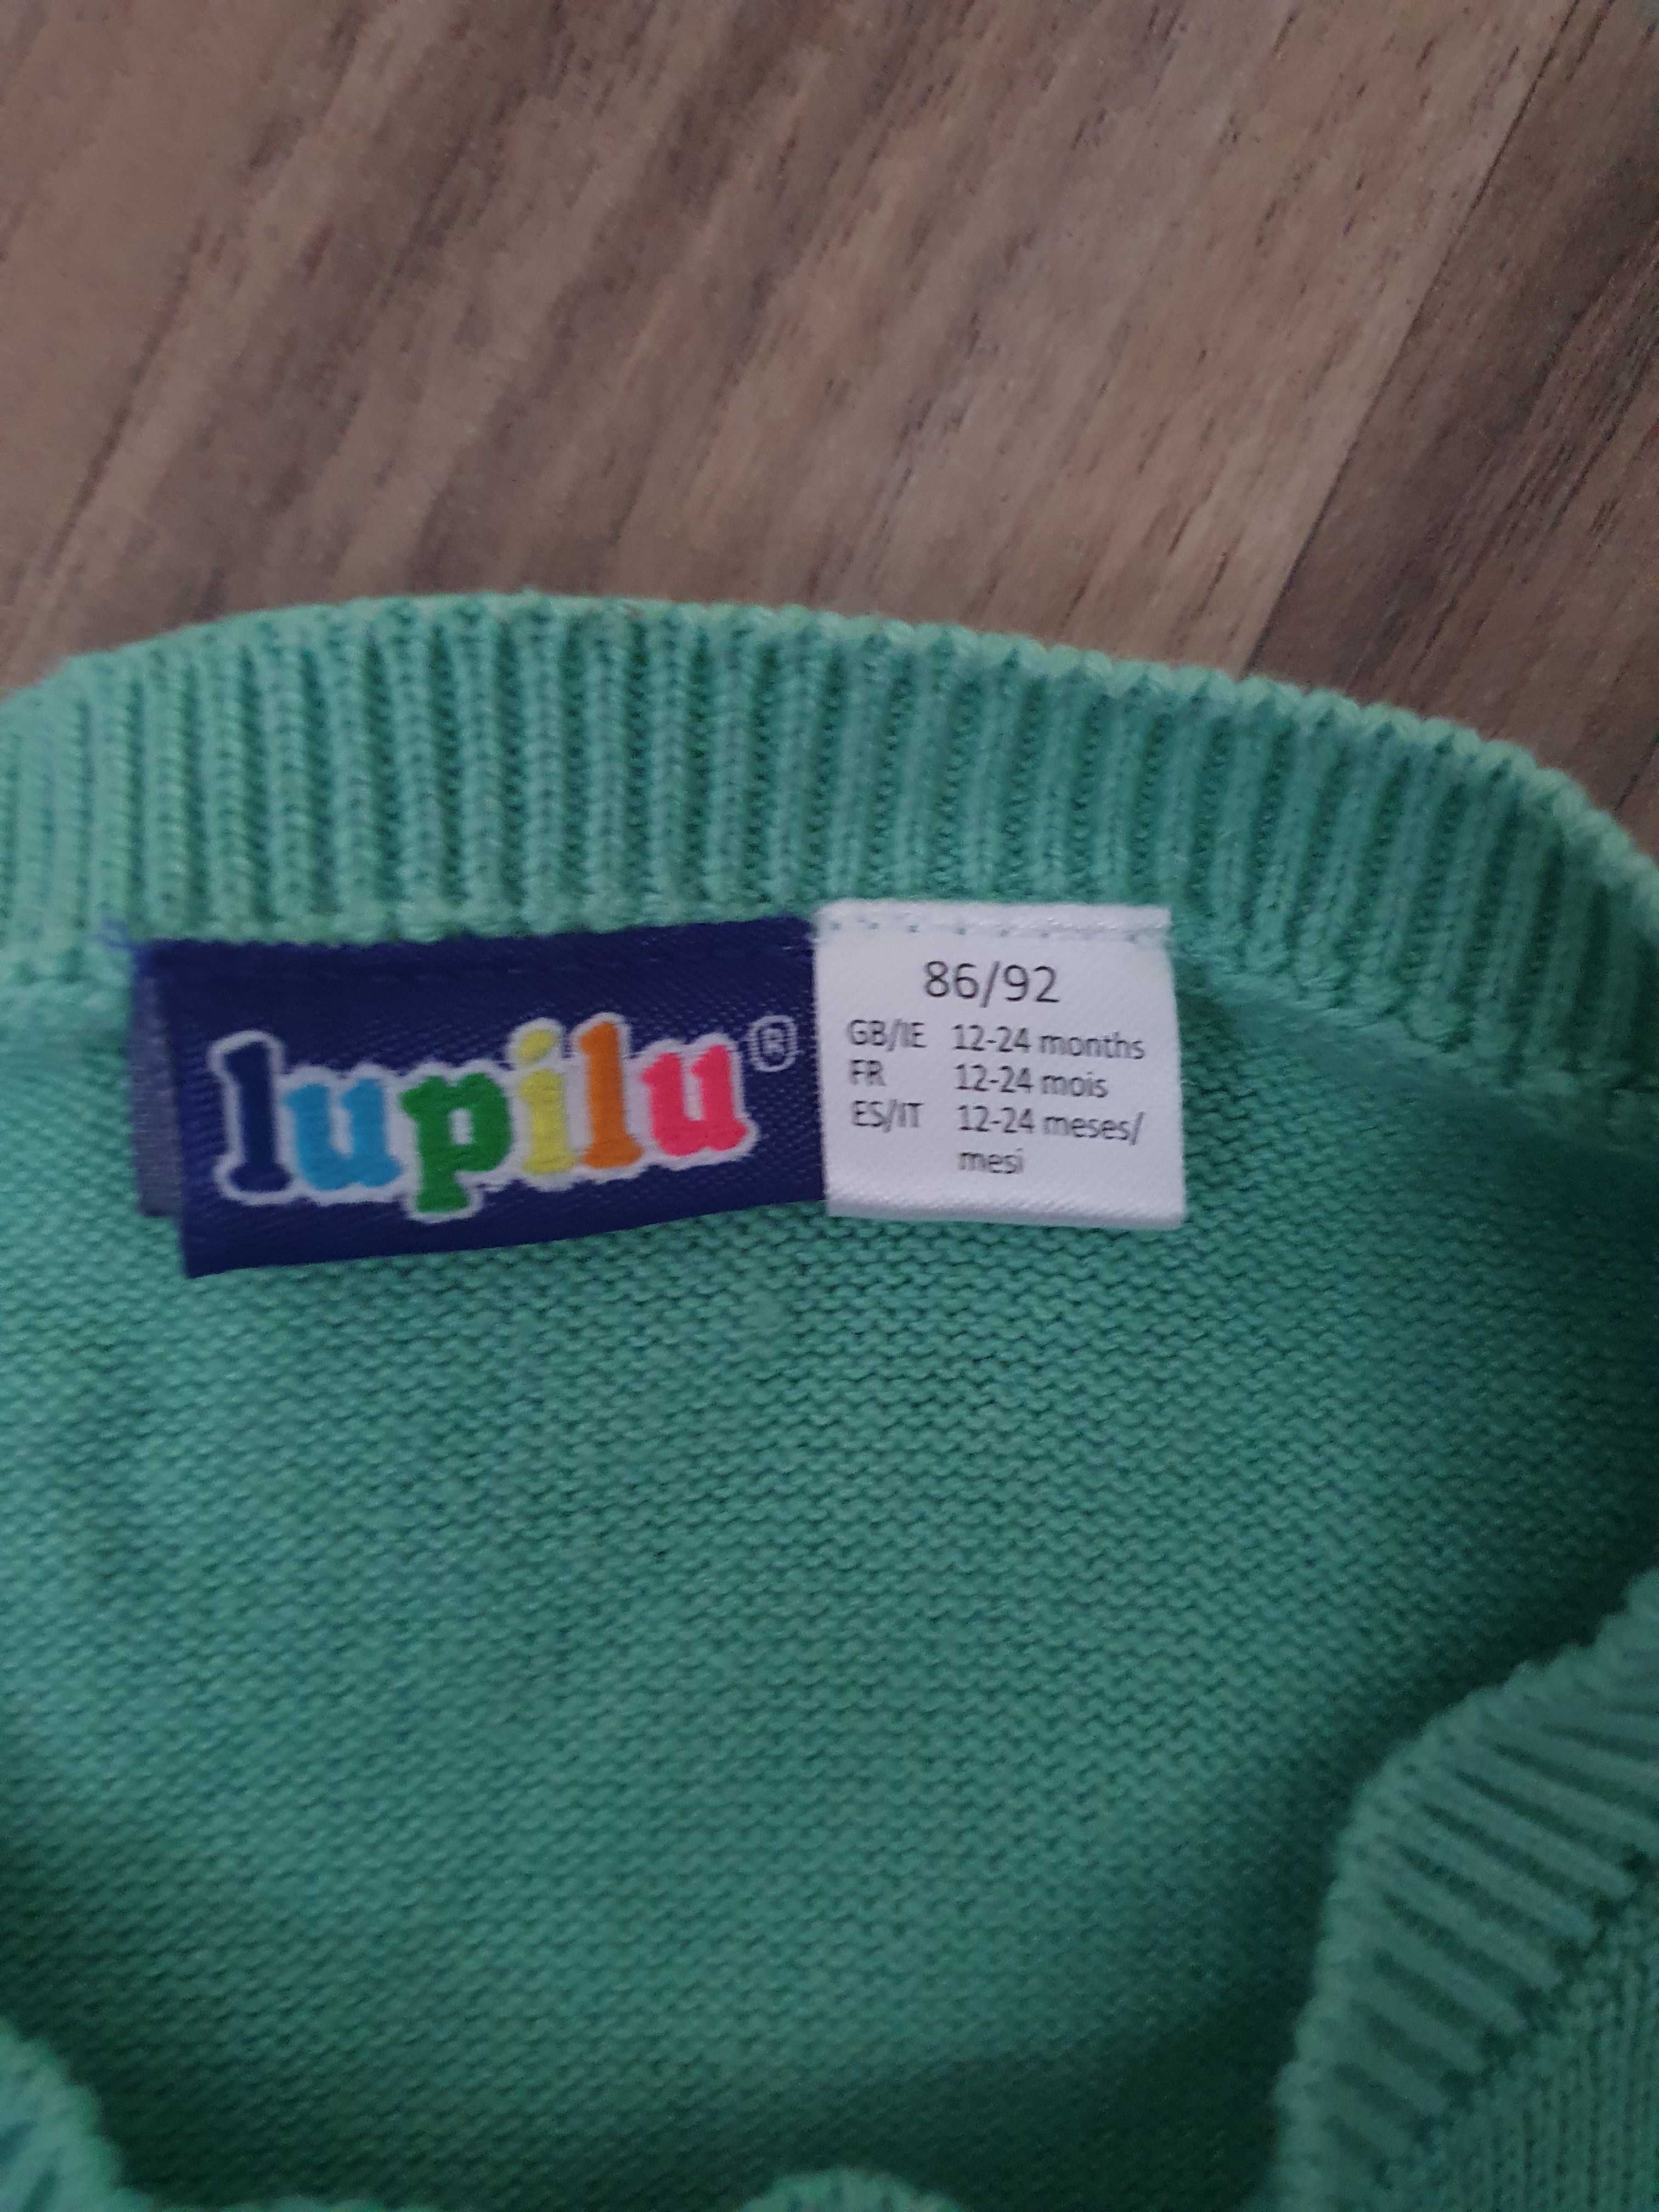 lupilu®
86/92
GB/IE 12-24 months
FR 12-24 mois
ES/IT 12-24 meses/
mesi